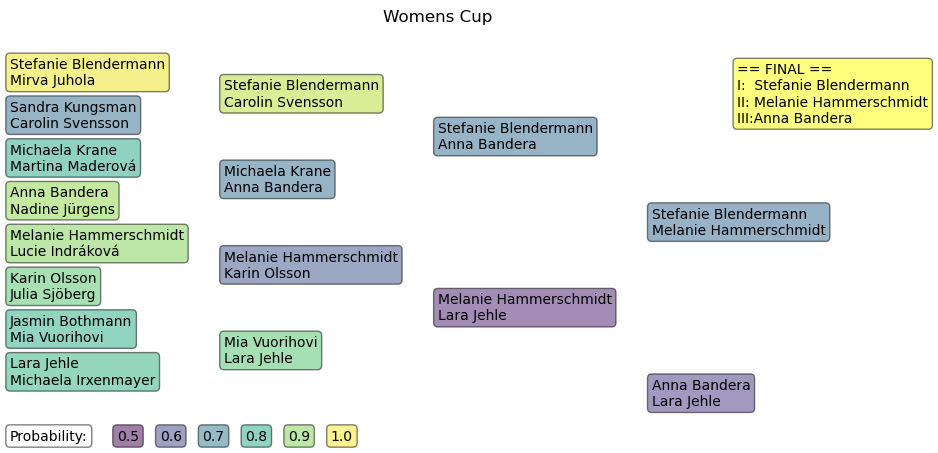 Womens Cup
Stefanie Blendermann
Mirva Juhola
Sandra Kungsman
Carolin Svensson
Michaela Krane
Martina Maderová
Anna Bandera
Nadine Jürgens
Melanie Hammerschmidt
Lucie Indráková
Karin Olsson
Julia Sjöberg
Jasmin Bothmann
Mia Vuorihovi
Lara Jehle
Michaela Irxenmayer
Stefanie Blendermann
Carolin Svensson
Michaela Krane
Anna Bandera
Melanie Hammerschmidt
Karin Olsson
Mia Vuorihovi
Lara Jehle
Stefanie Blendermann
Anna Bandera
Melanie Hammerschmidt
Lara Jehle
Stefanie Blendermann
Melanie Hammerschmidt
Anna Bandera
Lara Jehle
== FINAL ==
I:  Stefanie Blendermann
II: Melanie Hammerschmidt
III:Anna Bandera
Probability: 0.5 0.6 0.7 0.8 0.9 1.0